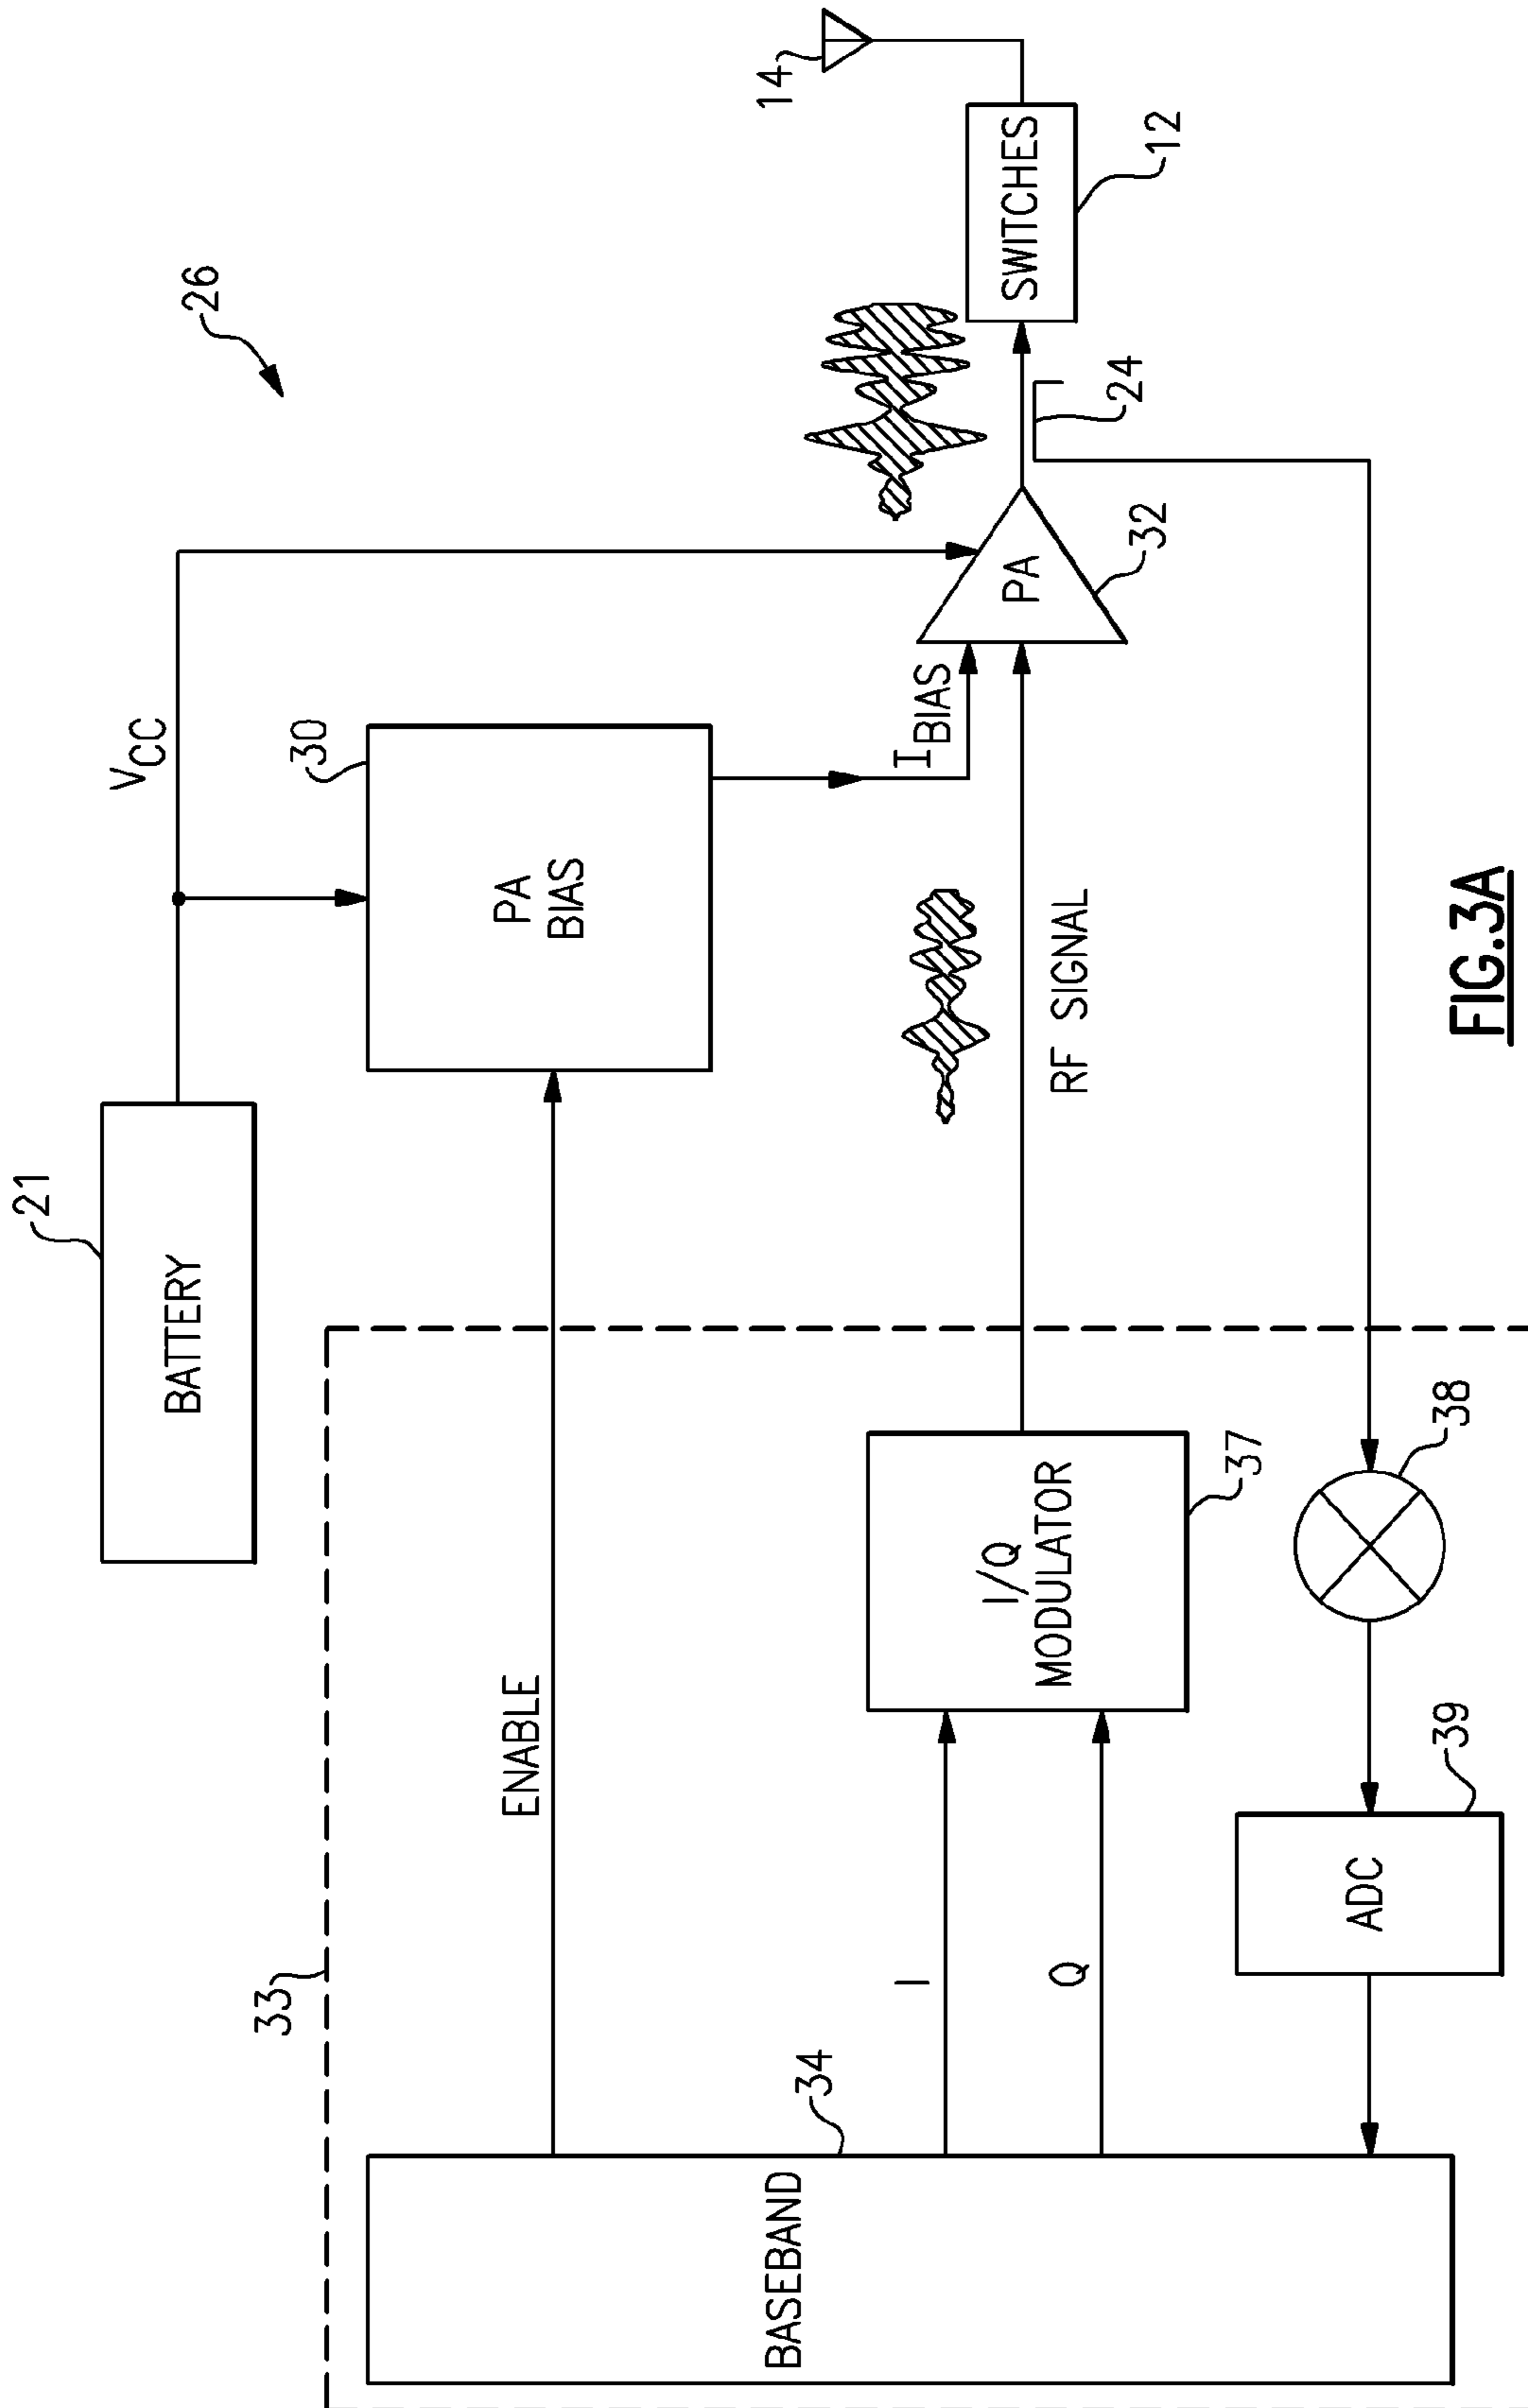 26
21
BATTERY
V_CC
30
PA
BIAS
33
ENABLE
34
BASEBAND
I
Q
I/Q
MODULATOR
37
RF SIGNAL
I_BIAS
PA
32
24
SWITCHES
12
14
ADC
39
38
FIG.3A